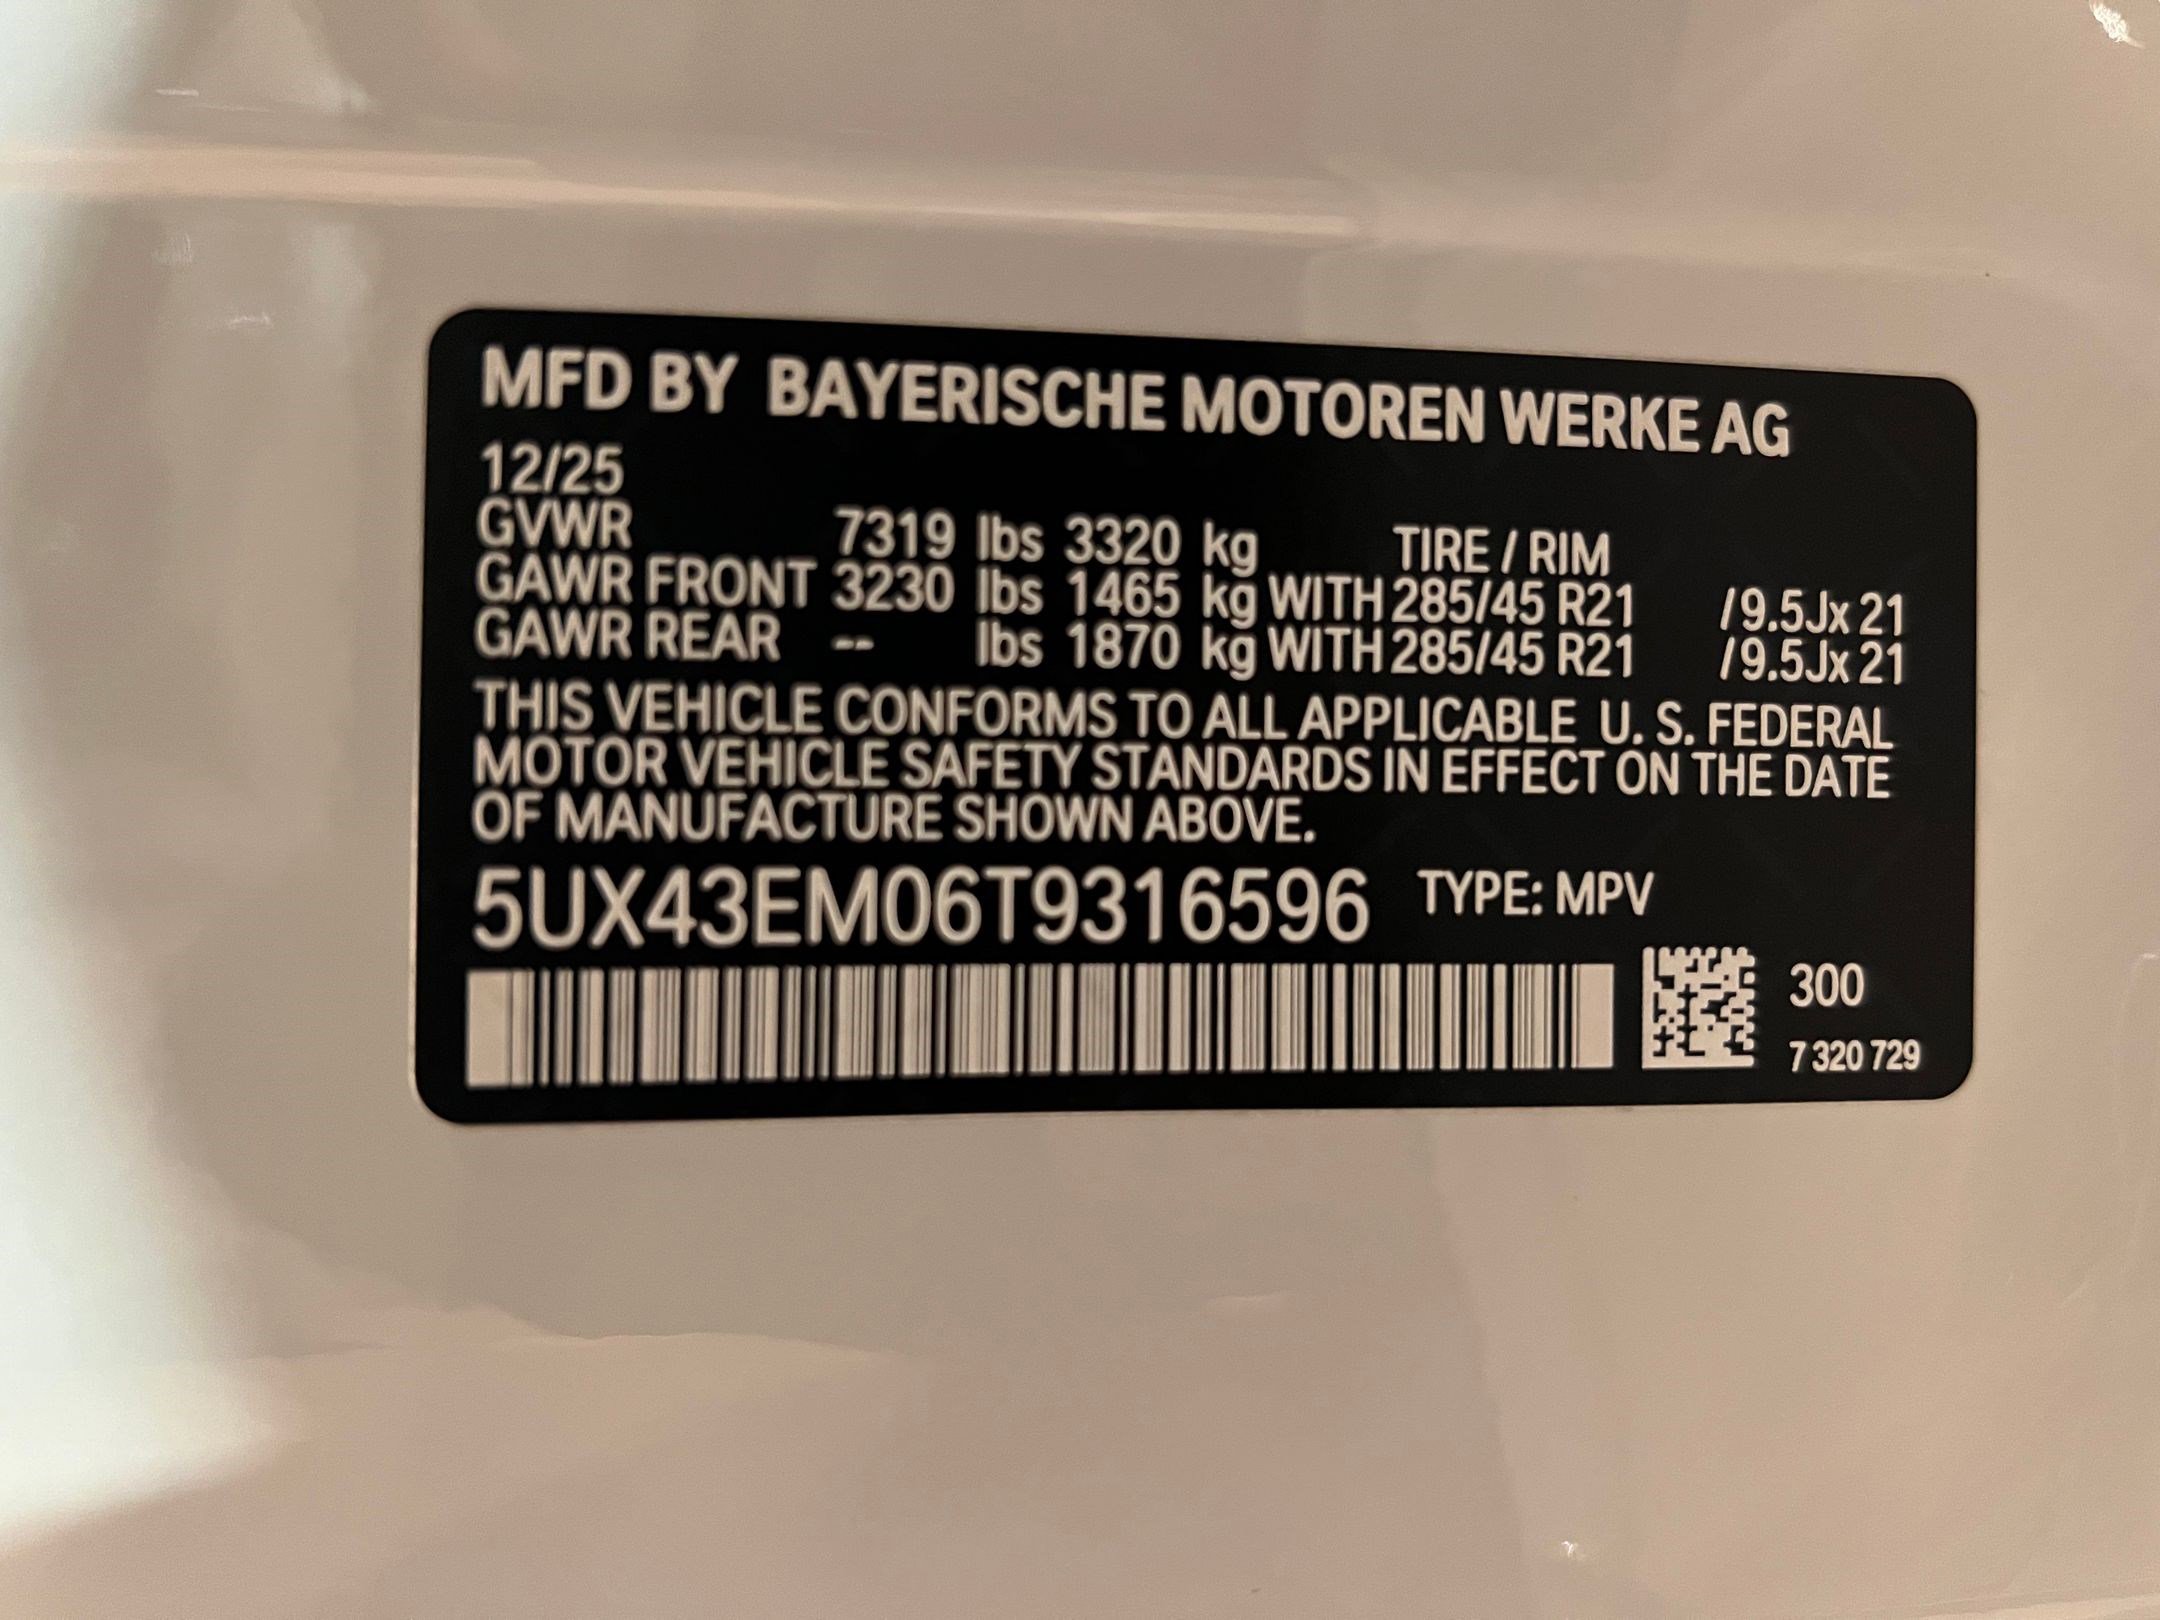 MFD BY BAYERISCHE MOTOREN WERKE AG
12/25
GVWR 7319 lbs 3320 kg TIRE / RIM
GAWR FRONT 3230 lbs 1465 kg WITH 285/45 R21 /9.5Jx 21
GAWR REAR -- lbs 1870 kg WITH 285/45 R21 /9.5Jx 21
THIS VEHICLE CONFORMS TO ALL APPLICABLE U. S. FEDERAL
MOTOR VEHICLE SAFETY STANDARDS IN EFFECT ON THE DATE
OF MANUFACTURE SHOWN ABOVE.
5UX43EM06T9316596 TYPE: MPV
300
7 320 729